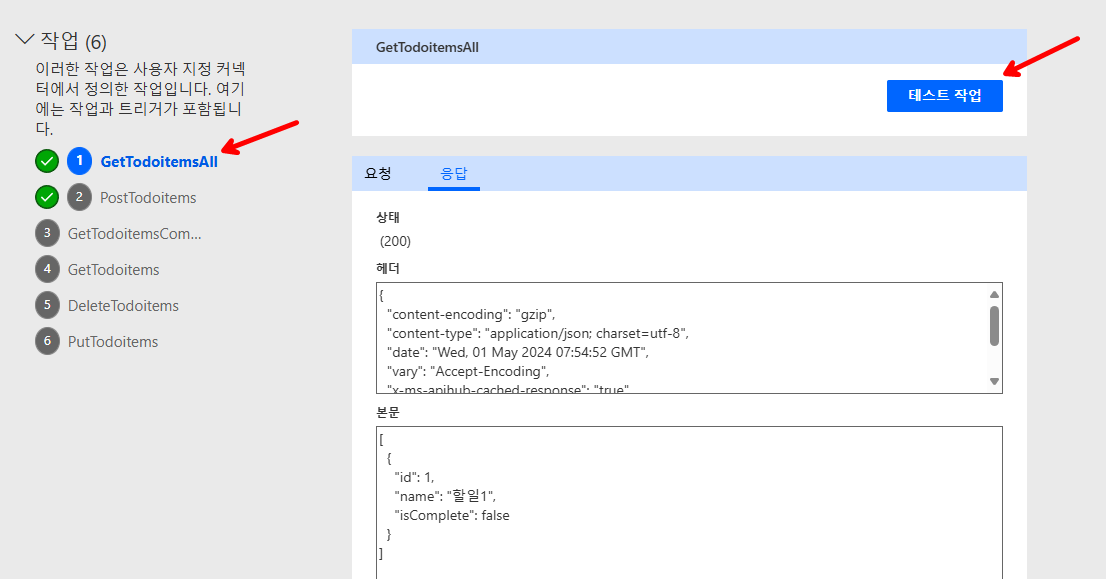 작업 (6)
이러한 작업은 사용자 지정 커넥
터에서 정의한 작업입니다. 여기
에는 작업과 트리거가 포함됩니
다.
1 GetTodoitemsAll
2 PostTodoitems
3 GetTodoitemsCom...
4 GetTodoitems
5 DeleteTodoitems
6 PutTodoitems
GetTodoitemsAll
테스트 작업
요청 응답
상태
(200)
헤더
{
"content-encoding": "gzip",
"content-type": "application/json; charset=utf-8",
"date": "Wed, 01 May 2024 07:54:52 GMT",
"vary": "Accept-Encoding",
"x-ms-apihub-cached-response": "true"
본문
[
{
"id": 1,
"name": "할일1",
"isComplete": false
}
]